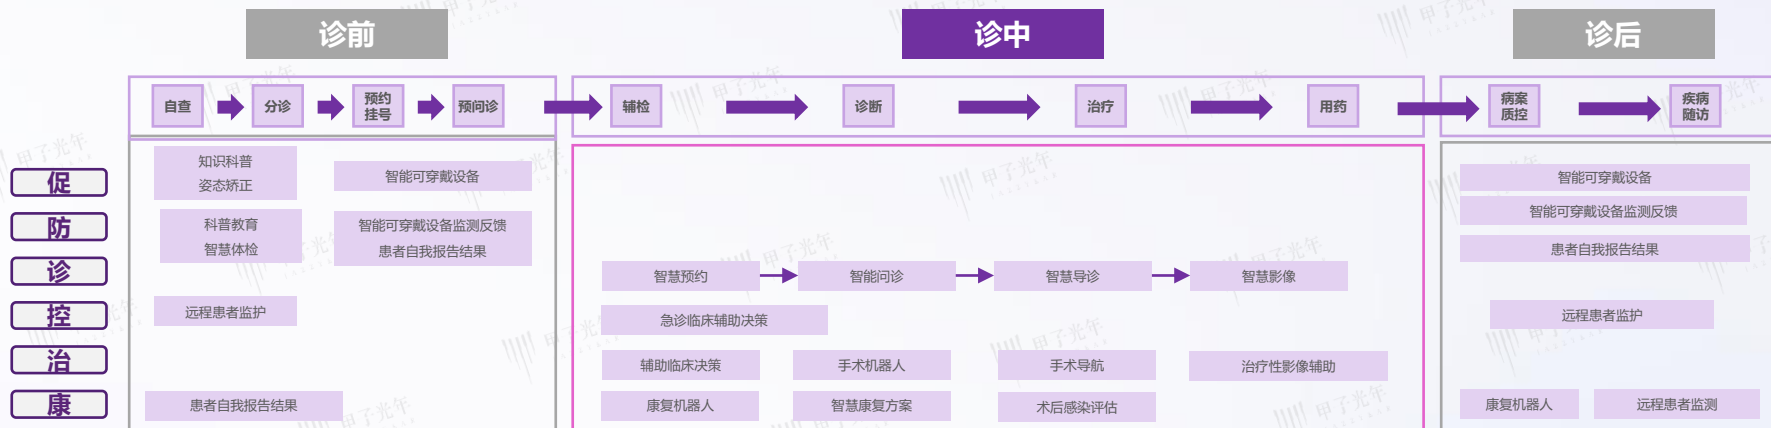 诊前
诊中
诊后
自查
分诊
预约
挂号
预问诊
辅检
诊断
治疗
用药
病案
质控
疾病
随访
促
防
诊
控
治
康
知识科普
姿态矫正
智能可穿戴设备
科普教育
智慧体检
智能可穿戴设备监测反馈
患者自我报告结果
远程患者监护
患者自我报告结果
智慧预约
智能问诊
智慧导诊
智慧影像
急诊临床辅助决策
辅助临床决策
手术机器人
手术导航
治疗性影像辅助
康复机器人
智慧康复方案
术后感染评估
智能可穿戴设备
智能可穿戴设备监测反馈
患者自我报告结果
远程患者监护
康复机器人
远程患者监测
甲子光年